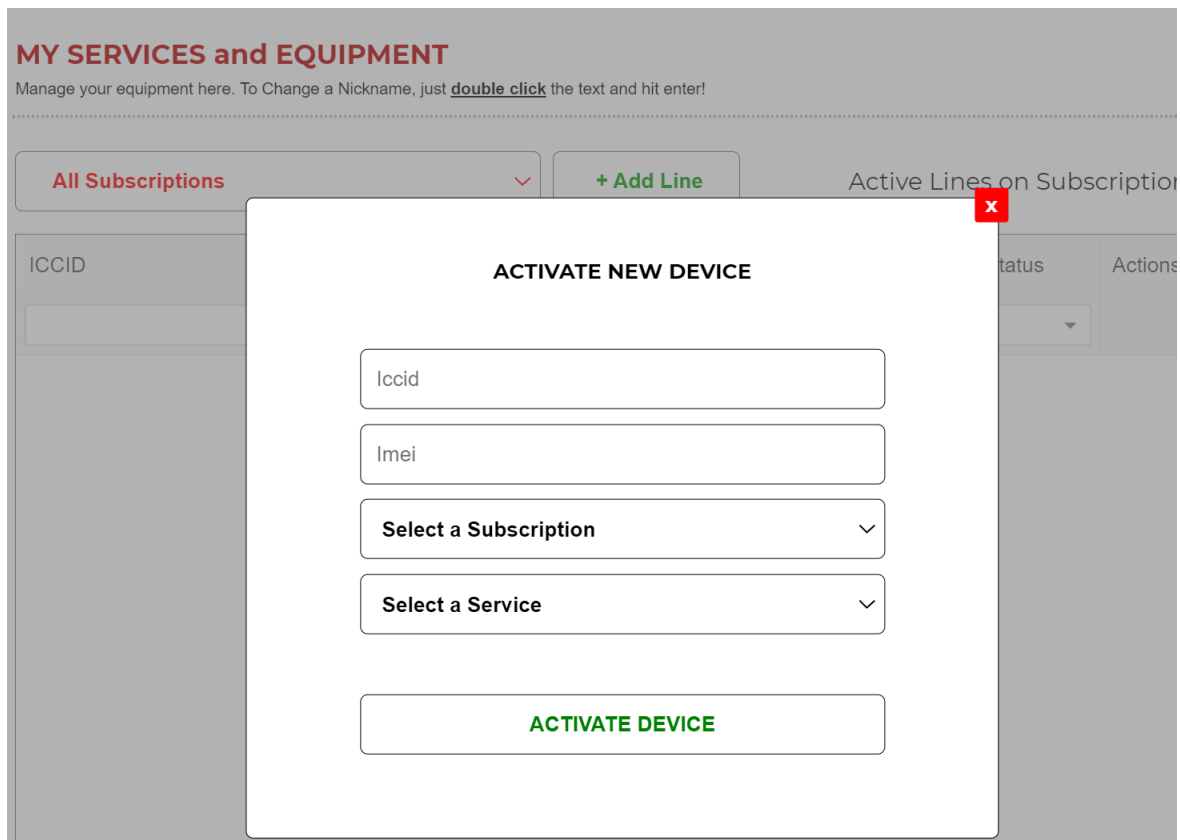 MY SERVICES and EQUIPMENT
Manage your equipment here. To Change a Nickname, just double click the text and hit enter!
All Subscriptions
+ Add Line
Active Lines on Subscription
x
ICCID
tatus
Actions
ACTIVATE NEW DEVICE
Iccid
Imei
Select a Subscription
Select a Service
ACTIVATE DEVICE